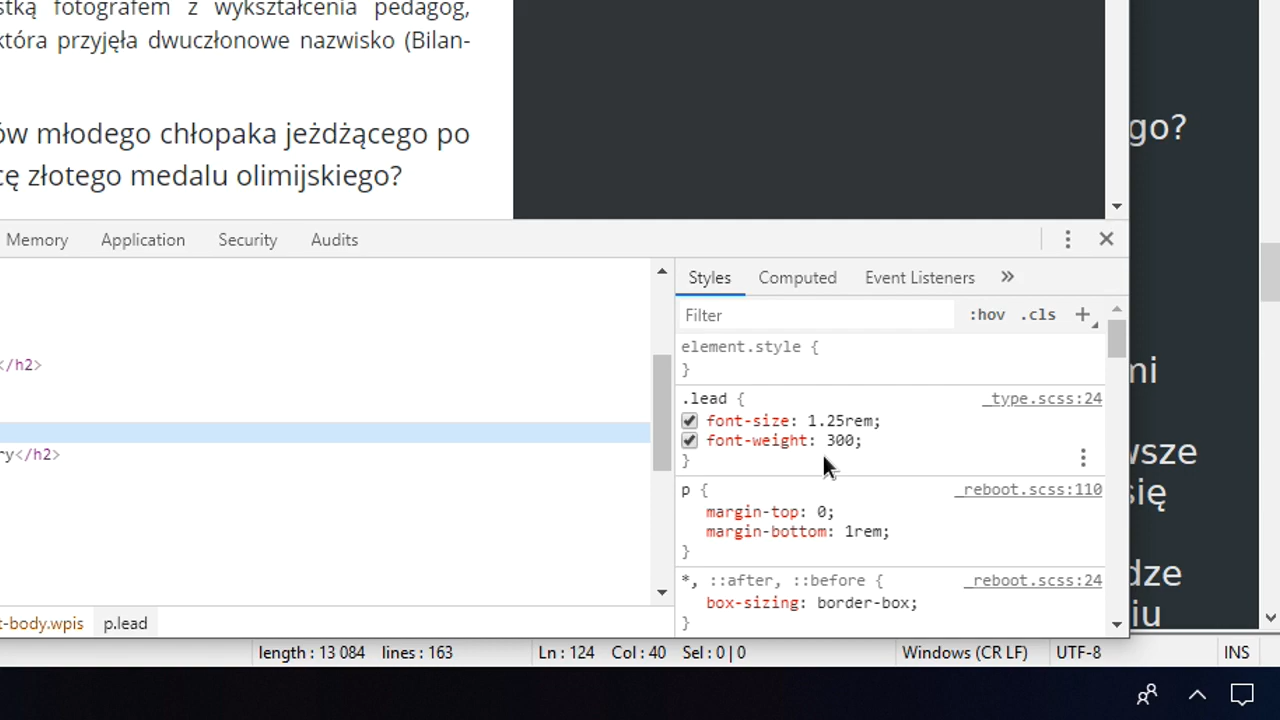 stką fotografem z wykształcenia pedagog,
która przyjęła dwuczłonowe nazwisko (Bilan-
ów młodego chłopaka jeżdżącego po
cę złotego medalu olimijskiego?
go?
mi
wsze
się
dze
iu
Memory Application Security Audits
</h2>
ry</h2>
Styles Computed Event Listeners »
Filter :hov .cls +
element.style {
}
.lead { _type.scss:24
font-size: 1.25rem;
font-weight: 300;
}
p { _reboot.scss:110
margin-top: 0;
margin-bottom: 1rem;
}
*, ::after, ::before { _reboot.scss:24
box-sizing: border-box;
}
t-body.wpis p.lead
length : 13 084 lines : 163 Ln : 124 Col : 40 Sel : 0 | 0 Windows (CR LF) UTF-8 INS